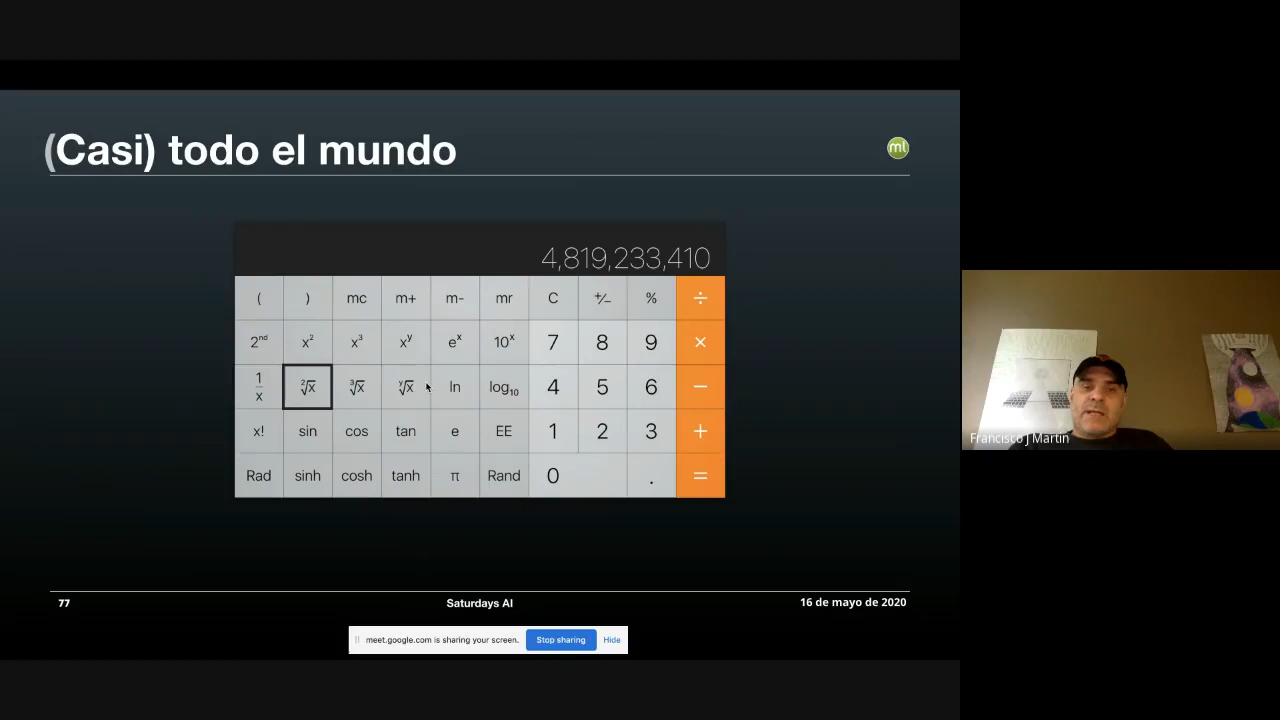 (Casi) todo el mundo
ml
4,819,233,410
( ) mc m+ m- mr C +/− % ÷
2nd x² x³ xʸ eˣ 10ˣ 7 8 9 ×
1/x ²√x ³√x ʸ√x ln log₁₀ 4 5 6 −
x! sin cos tan e EE 1 2 3 +
Rad sinh cosh tanh π Rand 0 . =
77 Saturdays AI 16 de mayo de 2020
meet.google.com is sharing your screen. Stop sharing Hide
Francisco J Martin